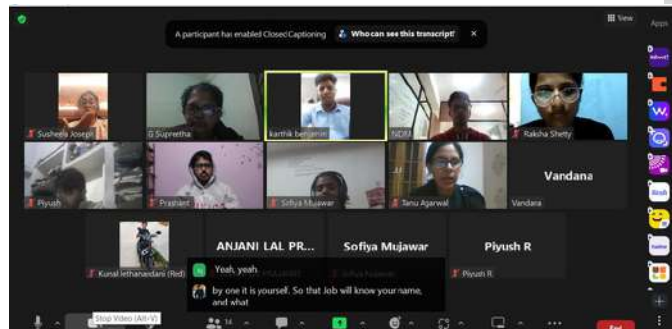 View
Apps
A participant has enabled Closed Captioning Who can see this transcript? ×
Susheela Joseph
G Supreetha
karthik benjamin
NDIM
Raksha Shetty
Piyush
Prashant
Sofiya Mujawar
Tanu Agarwal
Vandana
Vandana
Kunal
(Red)
ANJANI LAL PR...
Sofiya Mujawar
Piyush R
Piyush R
Yeah, yeah.
by one it is yourself. So that Job will know your name,
and what
Stop Video (Alt+V)
14
End